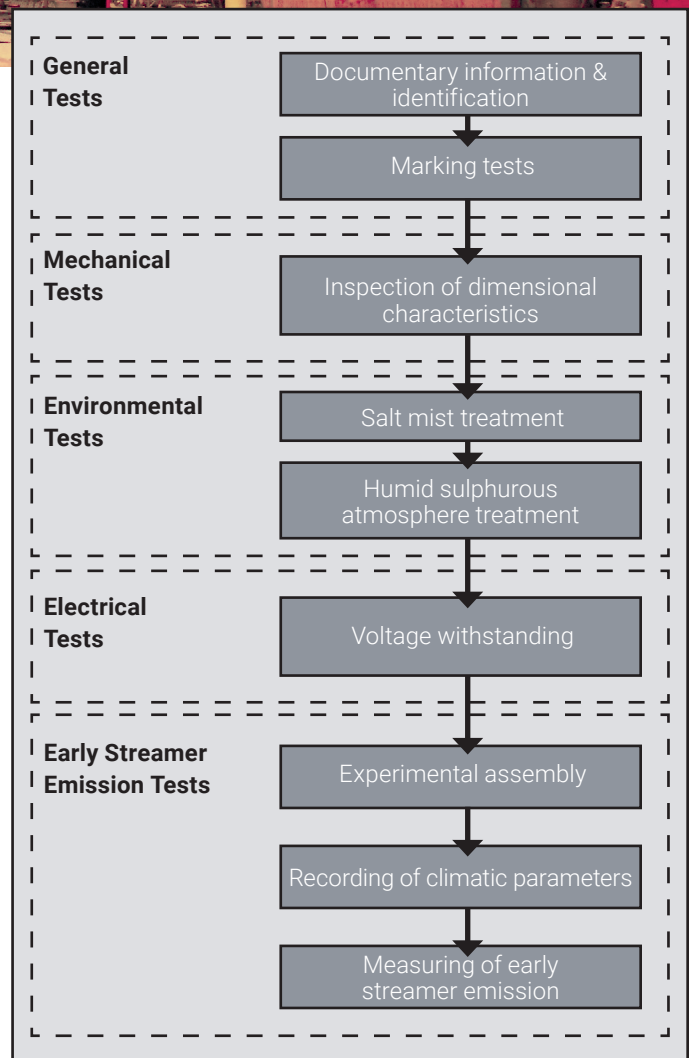 General
Tests
Documentary information &
identification
Marking tests
Mechanical
Tests
Inspection of dimensional
characteristics
Environmental
Tests
Salt mist treatment
Humid sulphurous
atmosphere treatment
Electrical
Tests
Voltage withstanding
Early Streamer
Emission Tests
Experimental assembly
Recording of climatic parameters
Measuring of early
streamer emission